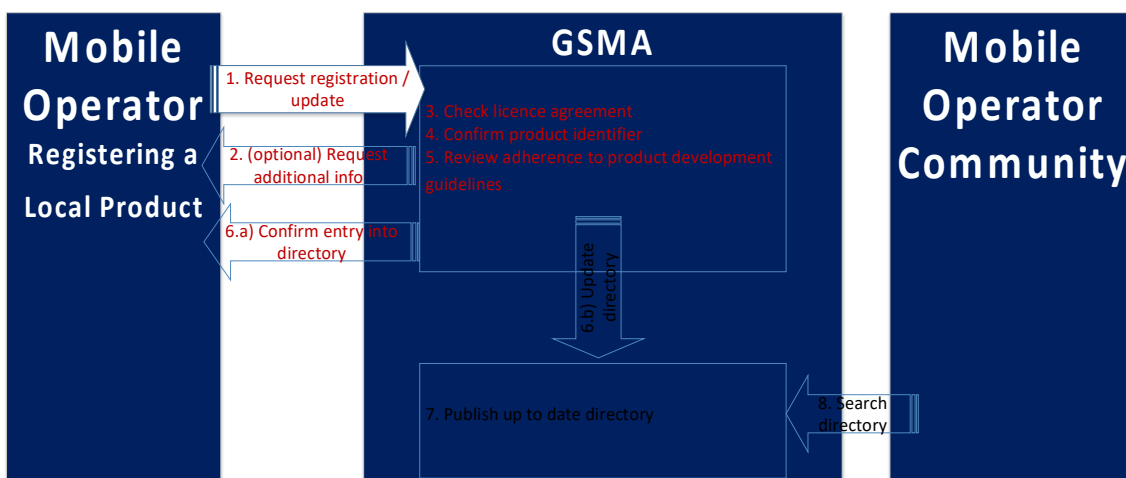 Mobile
Operator
Registering a
Local Product
1. Request registration /
update
2. (optional) Request
additional info
6.a) Confirm entry into
directory
GSMA
3. Check licence agreement
4. Confirm product identifier
5. Review adherence to product development
guidelines
6.b) Update
directory
7. Publish up to date directory
Mobile
Operator
Community
8. Search
directory